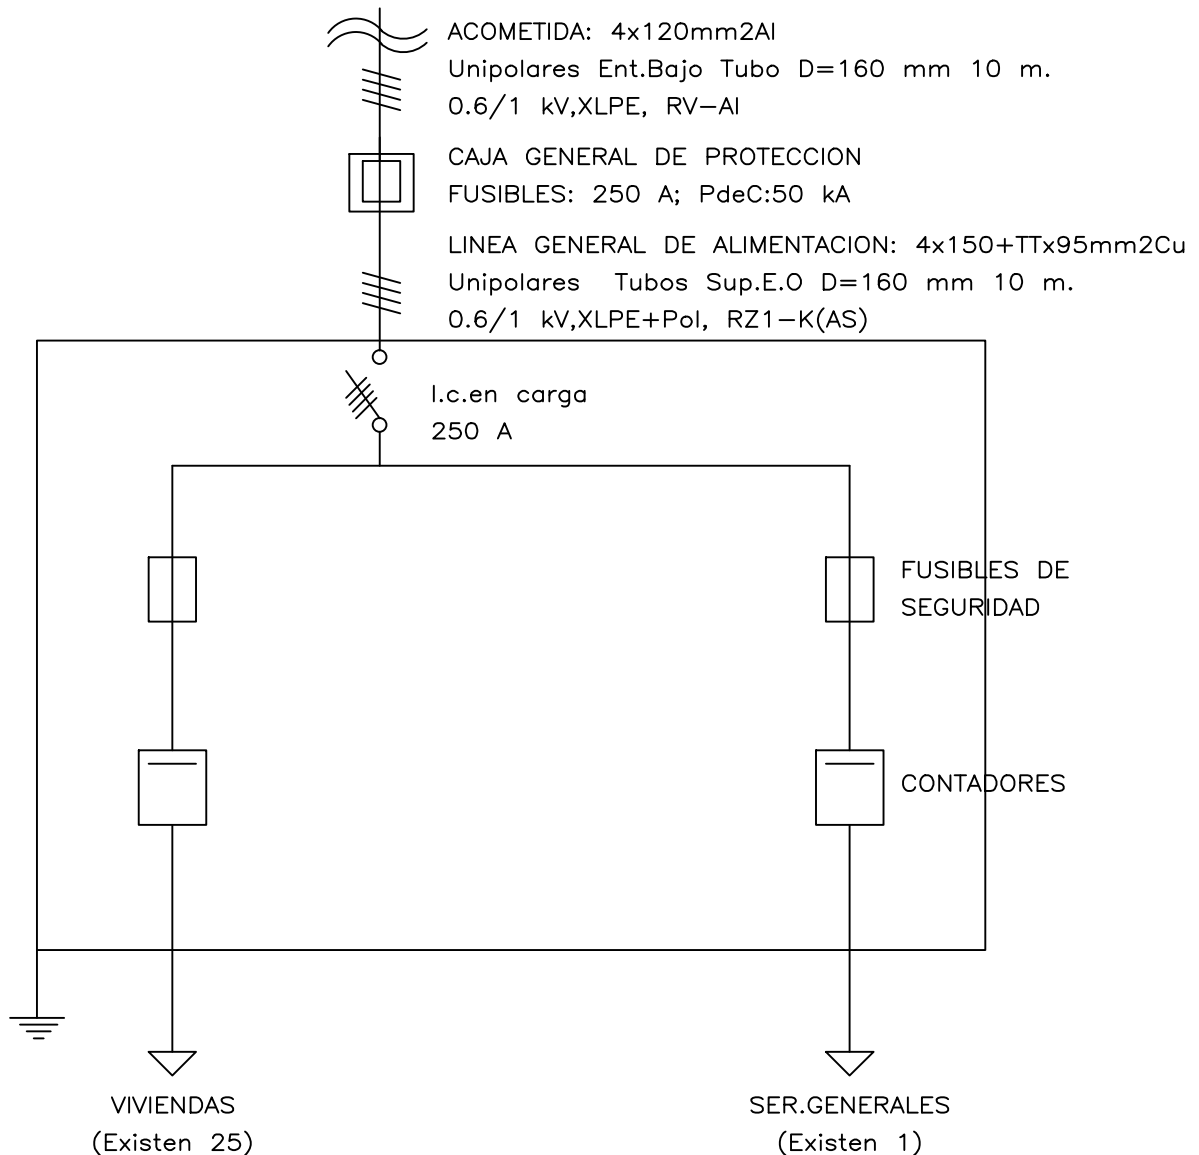 ACOMETIDA: 4x120mm2Al
Unipolares Ent.Bajo Tubo D=160 mm 10 m.
0.6/1 kV,XLPE, RV-Al
CAJA GENERAL DE PROTECCION
FUSIBLES: 250 A; PdeC:50 kA
LINEA GENERAL DE ALIMENTACION: 4x150+TTx95mm2Cu
Unipolares Tubos Sup.E.O D=160 mm 10 m.
0.6/1 kV,XLPE+Pol, RZ1-K(AS)
I.c.en carga
250 A
FUSIBLES DE
SEGURIDAD
CONTADORES
VIVIENDAS
(Existen 25)
SER.GENERALES
(Existen 1)